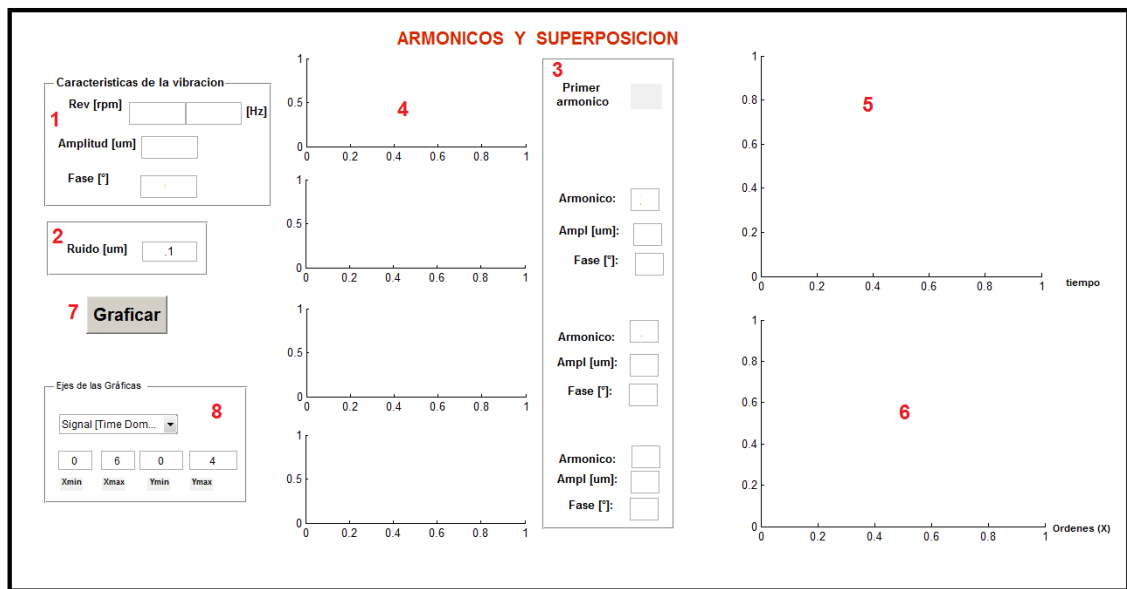 ARMONICOS Y SUPERPOSICION
Caracteristicas de la vibracion
1
Rev [rpm]
[Hz]
Amplitud [um]
Fase [°]
2
Ruido [um]
.1
7
Graficar
Ejes de las Gráficas
8
Signal [Time Dom...
0 6 0 4
Xmin Xmax Ymin Ymax
1
0.5
0
4
0 0.2 0.4 0.6 0.8 1
1
0.5
0
0 0.2 0.4 0.6 0.8 1
1
0.5
0
0 0.2 0.4 0.6 0.8 1
1
0.5
0
0 0.2 0.4 0.6 0.8 1
3
Primer
armonico
Armonico:
Ampl [um]:
Fase [°]:
Armonico:
Ampl [um]:
Fase [°]:
Armonico:
Ampl [um]:
Fase [°]:
1
0.8
0.6
0.4
0.2
0
5
0 0.2 0.4 0.6 0.8 1
tiempo
1
0.8
0.6
0.4
0.2
0
6
0 0.2 0.4 0.6 0.8 1
Ordenes (X)